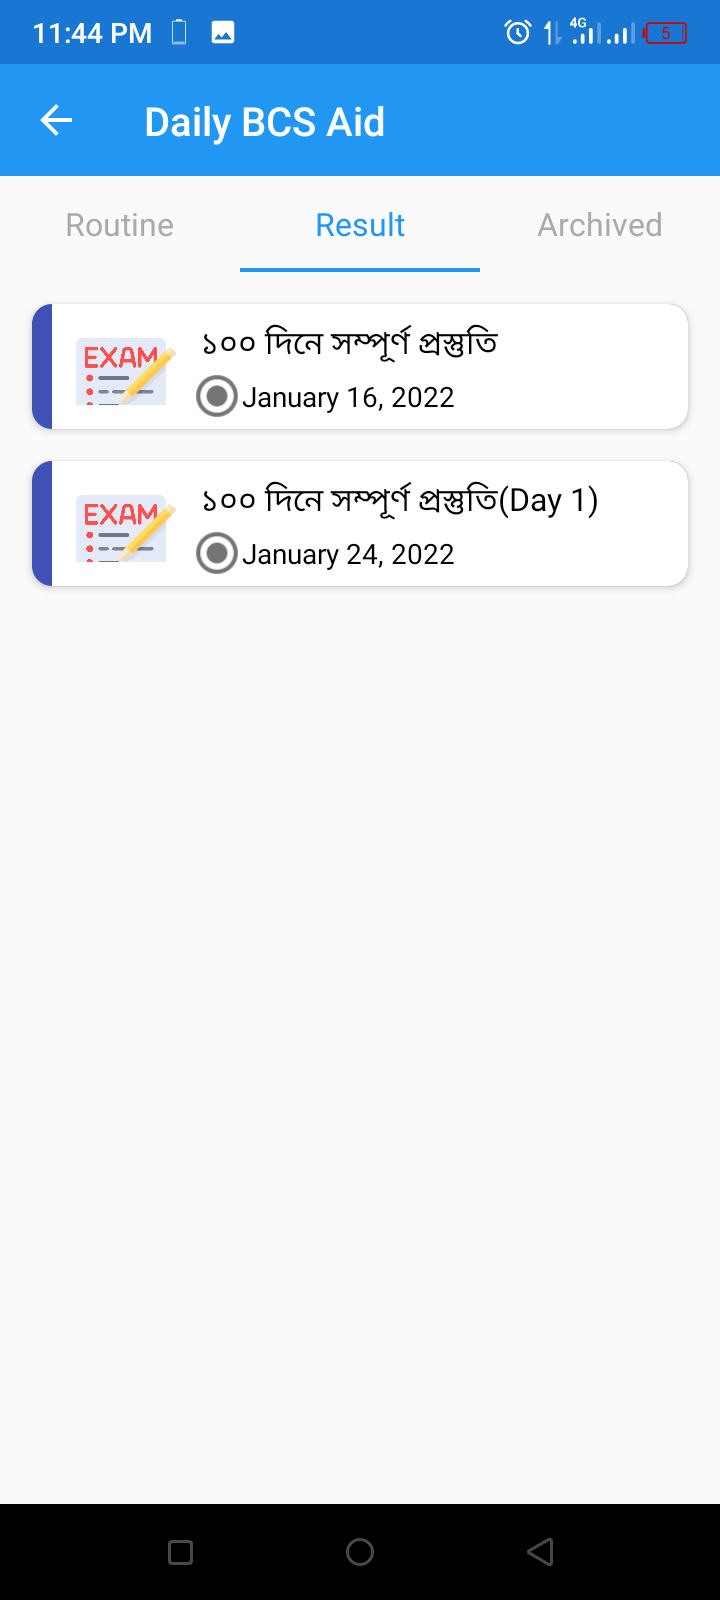 11:44 PM 4G 5
Daily BCS Aid
Routine Result Archived
EXAM ১০০ দিনে সম্পূর্ণ প্রস্তুতি
January 16, 2022
EXAM ১০০ দিনে সম্পূর্ণ প্রস্তুতি(Day 1)
January 24, 2022